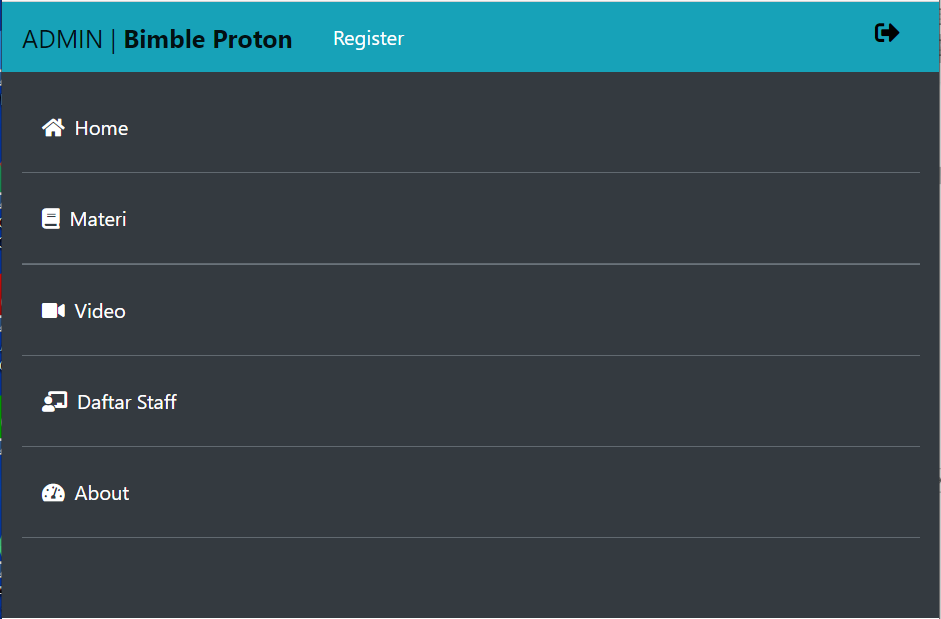 ADMIN | Bimble Proton Register
Home
Materi
Video
Daftar Staff
About